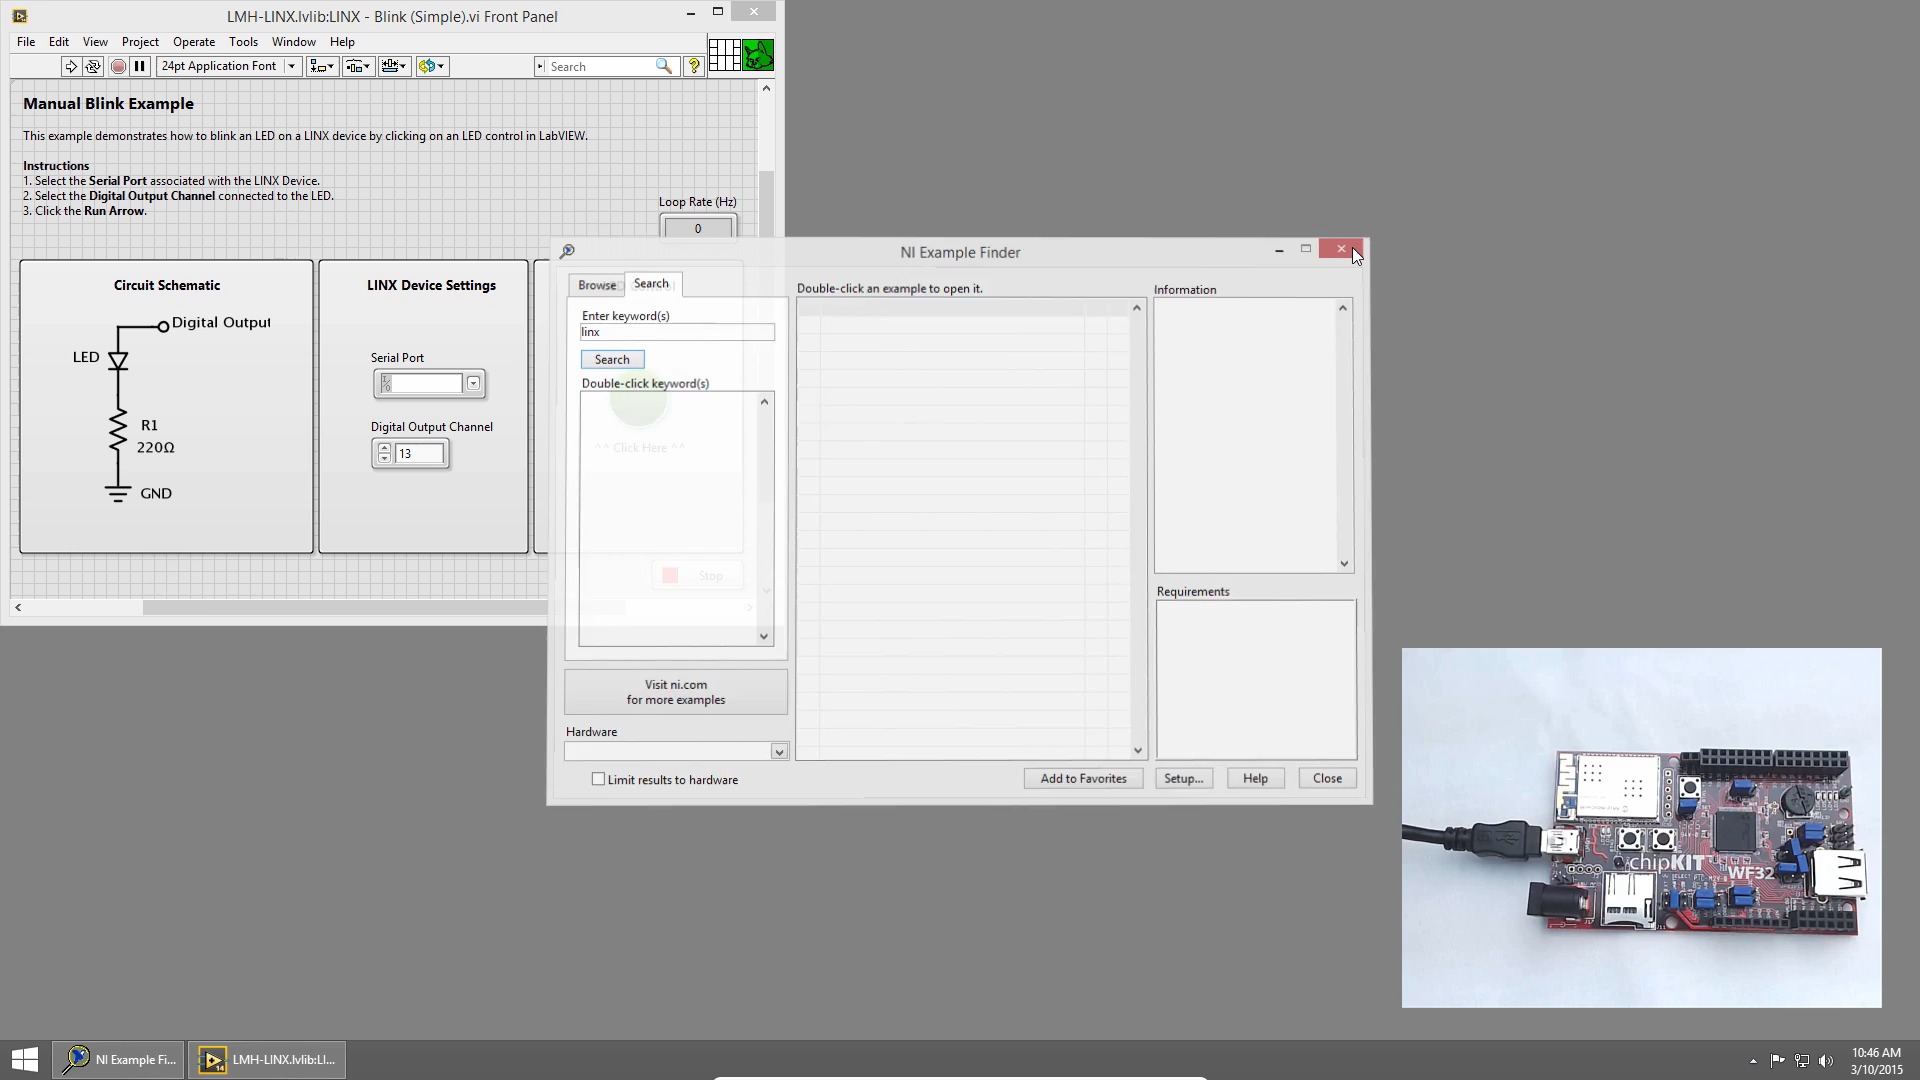 LMH-LINX.lvlib:LINX - Blink (Simple).vi Front Panel
File Edit View Project Operate Tools Window Help
24pt Application Font
Search
Manual Blink Example
This example demonstrates how to blink an LED on a LINX device by clicking on an LED control in LabVIEW.
Instructions
1. Select the Serial Port associated with the LINX Device.
2. Select the Digital Output Channel connected to the LED.
3. Click the Run Arrow.
Loop Rate (Hz)
0
Circuit Schematic
Digital Output
LED
R1
220Ω
GND
LINX Device Settings
Serial Port
Digital Output Channel
13
^^ Click Here ^^
Stop
NI Example Finder
Browse Search
Enter keyword(s)
linx
Search
Double-click keyword(s)
Visit ni.com
for more examples
Hardware
Limit results to hardware
Double-click an example to open it.
Information
Requirements
Add to Favorites Setup... Help Close
chipKIT
WF32
NI Example Fi...
LMH-LINX.lvlib:LI...
10:46 AM
3/10/2015